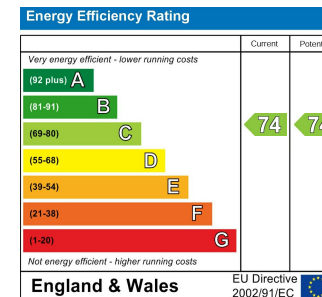 Energy Efficiency Rating
Current
Very energy efficient - lower running costs
(92 plus) A
(81-91) B
(69-80) C
74
(55-68) D
(39-54) E
(21-38) F
(1-20) G
Not energy efficient - higher running costs
England & Wales
EU Directive
2002/91/EC